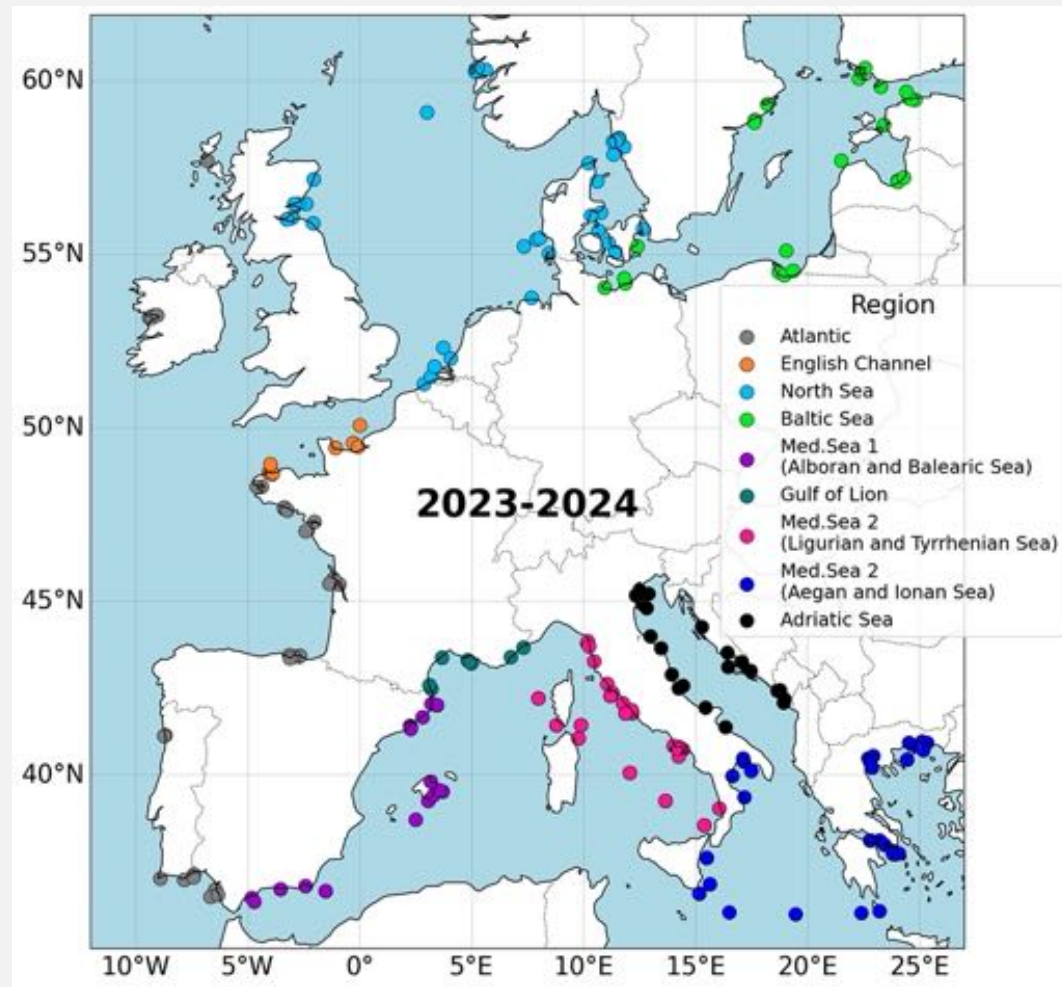 60°N
55°N
50°N
45°N
40°N
10°W
5°W
0°
5°E
10°E
15°E
20°E
25°E
2023-2024
Region
Atlantic
English Channel
North Sea
Baltic Sea
Med.Sea 1
(Alboran and Balearic Sea)
Gulf of Lion
Med.Sea 2
(Ligurian and Tyrrhenian Sea)
Med.Sea 2
(Aegan and Ionan Sea)
Adriatic Sea